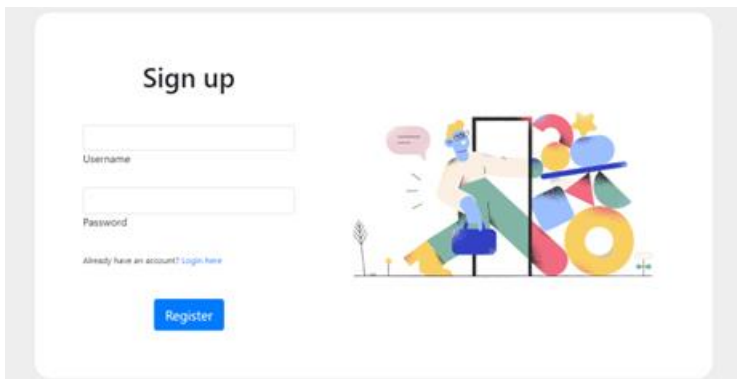 Sign up
Username
Password
Already have an account? Login here
Register